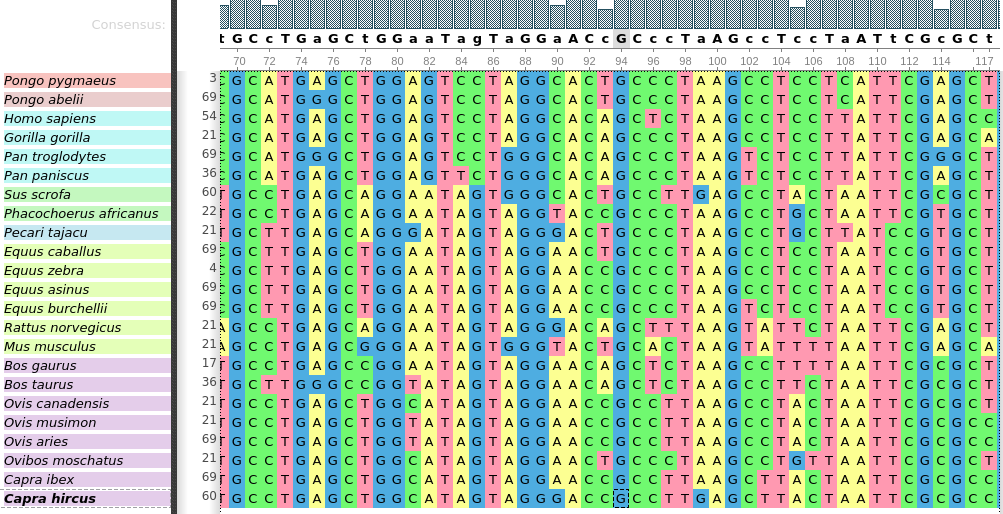 Consensus:
t G C c T G a G C t G G a a T a g T a G G a A C c G C c c T a A G C c T c c T a A T t C G c G C t
70 72 74 76 78 80 82 84 86 88 90 92 94 96 98 100 102 104 106 108 110 112 114 117
Pongo pygmaeus 3 C G C A T G A G C T G G A G T C C T A G G C A C T G C C C T A A G C C T C C T C A T T C G A G C T
Pongo abelii 69 C G C A T G G G C T G G A G T C C T A G G C A C T G C C C T A A G C C T C C T C A T T C G A G C T
Homo sapiens 54 C G C A T G A G C T G G A G T C C T A G G C A C A G C T C T A A G C C T C C T T A T T C G A G C C
Gorilla gorilla 21 C G C A T G A G C T G G A G T C C T A G G C A C A G C C C T A A G C C T C C T T A T T C G A G C A
Pan troglodytes 69 C G C A T G G G C T G G A G T C C T G G G C A C A G C C C T A A G T C T C C T T A T T C G G G C T
Pan paniscus 36 C G C A T G A G C T G G A G T T C T G G G C A C A G C C C T A A G T C T C C T T A T T C G A G C T
Sus scrofa 60 T G C C T G A G C A G G A A T A G T G G G C A C T G C C T T G A G C C T A C T A A T T C G C G C T
Phacochoerus africanus 22 T G C C T G A G C A G G A A T A G T A G G T A C C G C C C T A A G C C T G C T A A T T C G T G C T
Pecari tajacu 21 T G C T T G A G C A G G G A T A G T A G G G A C T G C C C T A A G C C T G C T T A T C C G T G C T
Equus caballus 69 C G C T T G A G C T G G A A T A G T A G G A A C T G C C C T A A G C C T C C T A A T C C G T G C T
Equus zebra 4 C G C T T G A G C T G G A A T A G T A G G A A C C G C C C T A A G C C T C C T A A T C C G T G C T
Equus asinus 69 C G C T T G A G C T G G A A T A G T A G G A A C C G C C C T A A G C C T C C T A A T C C G T G C T
Equus burchellii 69 C G C T T G A G C T G G A A T A G T A G G A A C C G C C C T A A G T C T C C T A A T C C G T G C T
Rattus norvegicus 21 A G C C T G A G C A G G A A T A G T A G G G A C A G C T T T A A G T A T T C T A A T T C G A G C T
Mus musculus 21 A G C C T G A G C G G G A A T A G T G G G T A C T G C A C T A A G T A T T T T A A T T C G A G C A
Bos gaurus 17 T G C C T G A G C C G G A A T A G T A G G A A C A G C T C T A A G C C T T T T A A T T C G C G C T
Bos taurus 36 T G C T T G G G C C G G T A T A G T A G G A A C A G C T C T A A G C C T T C T A A T T C G C G C T
Ovis canadensis 21 T G C C T G A G C T G G C A T A G T A G G A A C C G C C T T A A G C C T A C T A A T T C G C G C T
Ovis musimon 21 T G C C T G A G C T G G T A T A G T A G G A A C C G C C T T A A G C C T A C T A A T T C G C G C C
Ovis aries 69 T G C C T G A G C T G G T A T A G T A G G A A C C G C C T T A A G C C T A C T A A T T C G C G C C
Ovibos moschatus 21 T G C C T G A G C T G G C A T A G T A G G A A C T G C C C T A A G C C T G T T A A T T C G C G C T
Capra ibex 69 T G C C T G A G C T G G C A T A G T A G G A A C C G C C C T A A G C T T A C T A A T T C G C G C C
Capra hircus 60 T G C C T G A G C T G G C A T A G T A G G G A C C G C C T T G A G C T T A C T A A T T C G C G C C